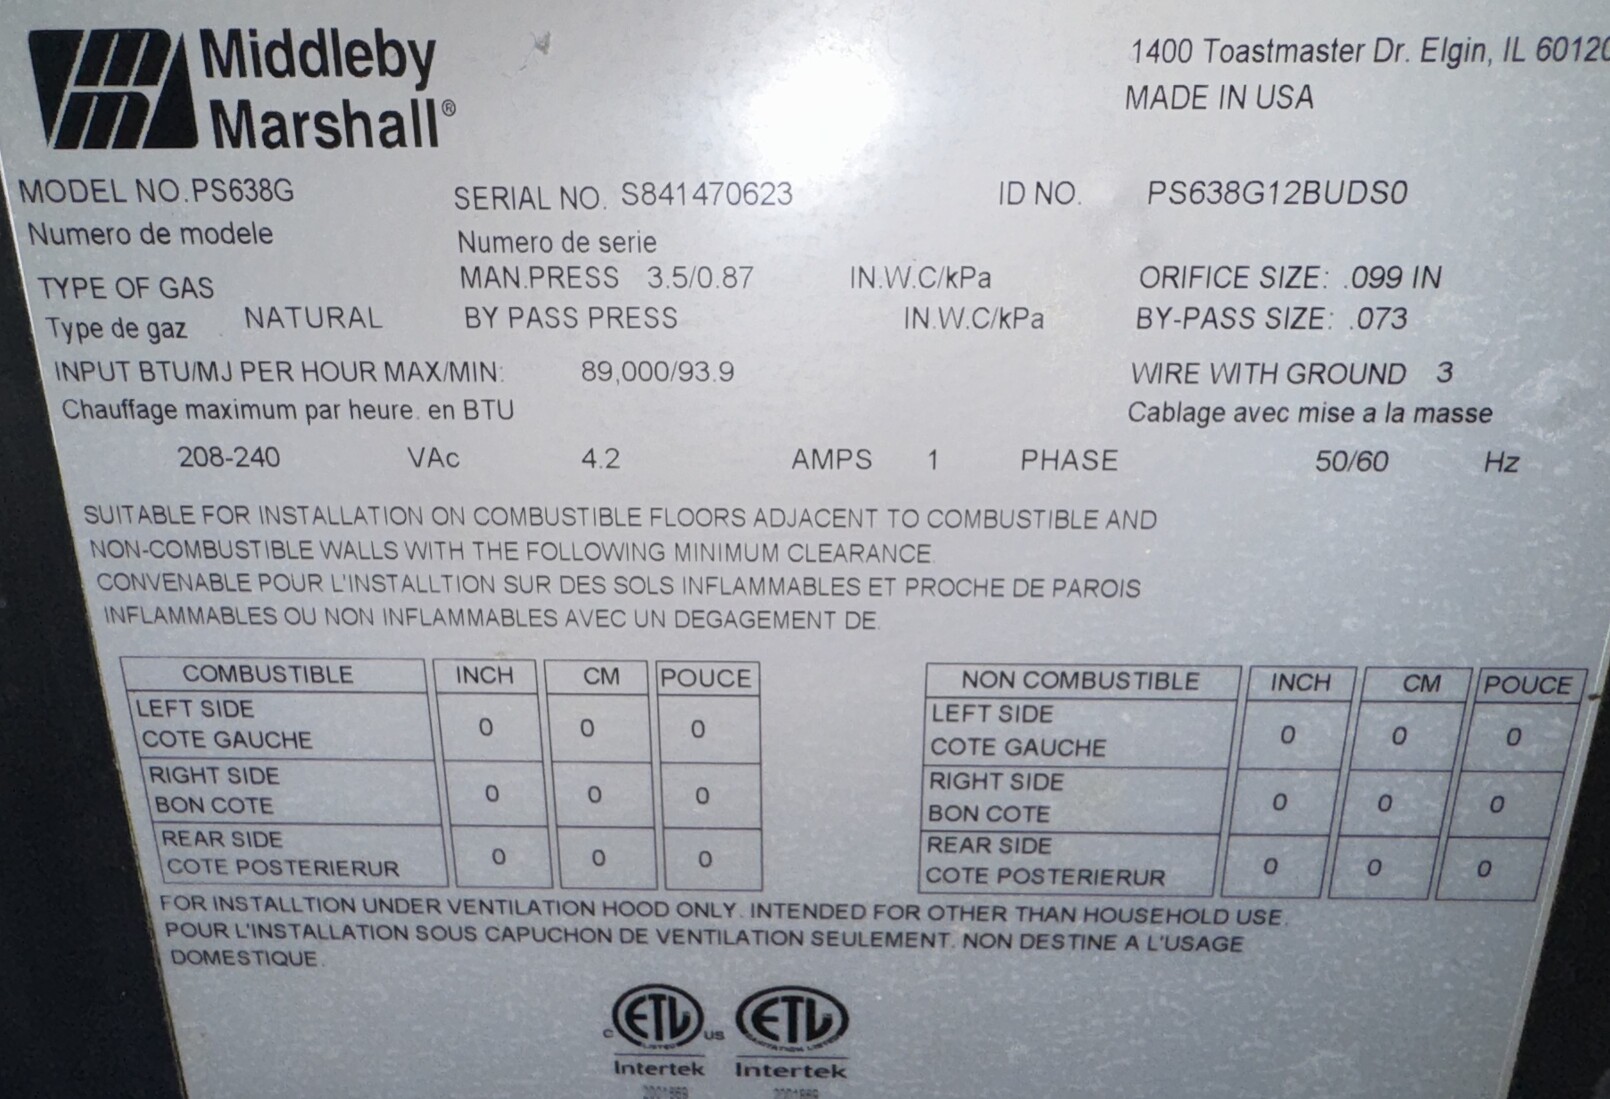 Middleby
Marshall®
1400 Toastmaster Dr. Elgin, IL 60120
MADE IN USA
MODEL NO.PS638G SERIAL NO. S841470623 ID NO. PS638G12BUDS0
Numero de modele Numero de serie
TYPE OF GAS MAN.PRESS 3.5/0.87 IN.W.C/kPa ORIFICE SIZE: .099 IN
Type de gaz NATURAL BY PASS PRESS IN.W.C/kPa BY-PASS SIZE: .073
INPUT BTU/MJ PER HOUR MAX/MIN: 89,000/93.9 WIRE WITH GROUND 3
Chauffage maximum par heure. en BTU Cablage avec mise a la masse
208-240 VAc 4.2 AMPS 1 PHASE 50/60 Hz
SUITABLE FOR INSTALLATION ON COMBUSTIBLE FLOORS ADJACENT TO COMBUSTIBLE AND
NON-COMBUSTIBLE WALLS WITH THE FOLLOWING MINIMUM CLEARANCE.
CONVENABLE POUR L'INSTALLTION SUR DES SOLS INFLAMMABLES ET PROCHE DE PAROIS
INFLAMMABLES OU NON INFLAMMABLES AVEC UN DEGAGEMENT DE.
COMBUSTIBLE INCH CM POUCE
LEFT SIDE
COTE GAUCHE 0 0 0
RIGHT SIDE
BON COTE 0 0 0
REAR SIDE
COTE POSTERIERUR 0 0 0
NON COMBUSTIBLE INCH CM POUCE
LEFT SIDE
COTE GAUCHE 0 0 0
RIGHT SIDE
BON COTE 0 0 0
REAR SIDE
COTE POSTERIERUR 0 0 0
FOR INSTALLTION UNDER VENTILATION HOOD ONLY. INTENDED FOR OTHER THAN HOUSEHOLD USE.
POUR L'INSTALLATION SOUS CAPUCHON DE VENTILATION SEULEMENT. NON DESTINE A L'USAGE
DOMESTIQUE.
C ETL US ETL
LISTED SANITATION LISTED
Intertek Intertek